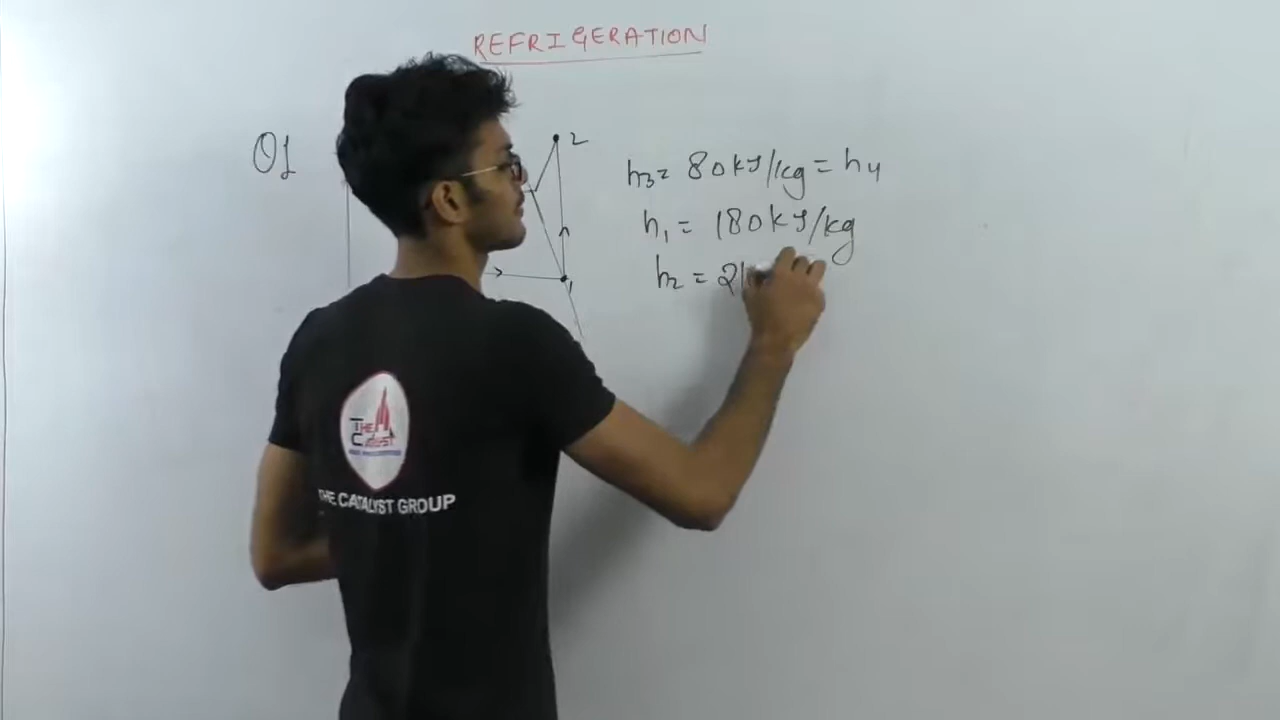 REFRIGERATION
Q1
2
1
h3 = 80 kJ/kg = h4
h1 = 180 kJ/kg
h2 = 21
THE CATALYST GROUP